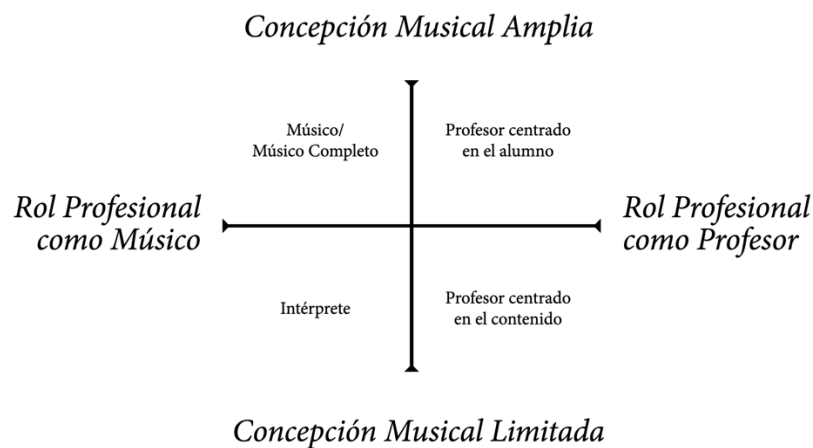 Concepción Musical Amplia
Músico/
Músico Completo
Profesor centrado
en el alumno
Rol Profesional
como Músico
Rol Profesional
como Profesor
Intérprete
Profesor centrado
en el contenido
Concepción Musical Limitada